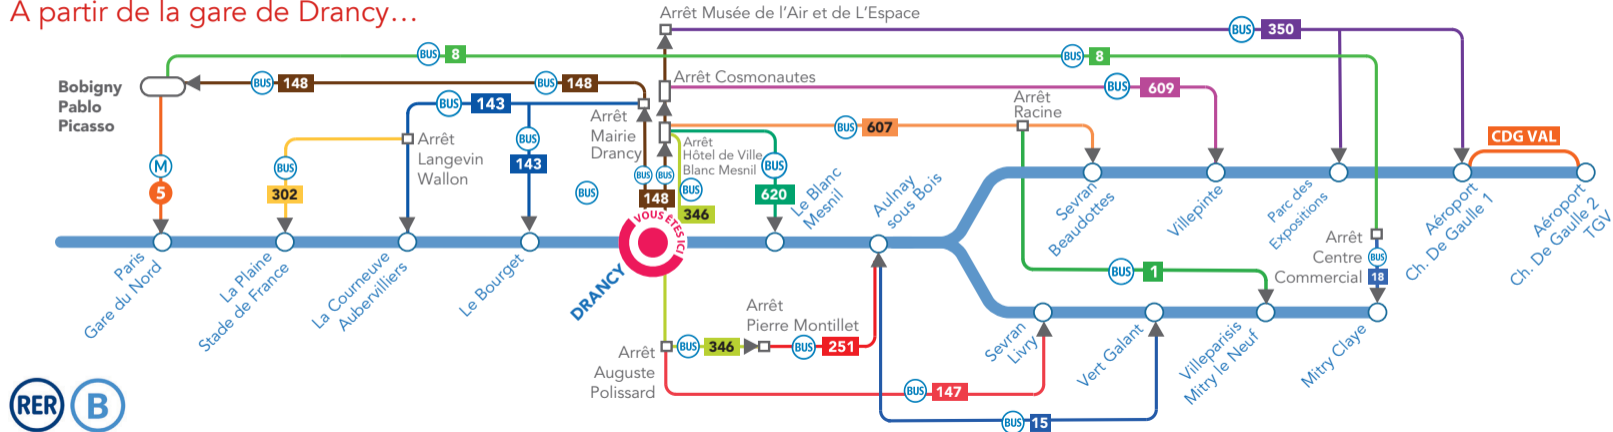 A partir de la gare de Drancy…
Arrêt Musée de l'Air et de L'Espace
BUS 350
BUS 8
BUS 8
Bobigny
Pablo
Picasso
BUS 148
BUS 148
Arrêt Cosmonautes
BUS 609
BUS 143
Arrêt
Mairie
Drancy
Arrêt
Racine
BUS 607
CDG VAL
Arrêt
Langevin
Wallon
BUS
143
Arrêt
Hôtel de Ville
Blanc Mesnil
BUS
346
BUS
620
M
5
BUS
302
BUS
BUS BUS
148
VOUS ÊTES ICI
Paris
Gare du Nord
La Plaine
Stade de France
La Courneuve
Aubervilliers
Le Bourget
DRANCY
Le Blanc
Mesnil
Aulnay
sous Bois
Sevran
Beaudottes
Villepinte
Parc des
Expositions
Aéroport
Ch. De Gaulle 1
Aéroport
Ch. De Gaulle 2
TGV
Arrêt
Centre
Commercial
BUS
18
BUS 1
Arrêt
Pierre Montillet
BUS 346
BUS 251
Arrêt
Auguste
Polissard
BUS 147
BUS 15
Sevran
Livry
Vert Galant
Villeparisis
Mitry le Neuf
Mitry Claye
RER B